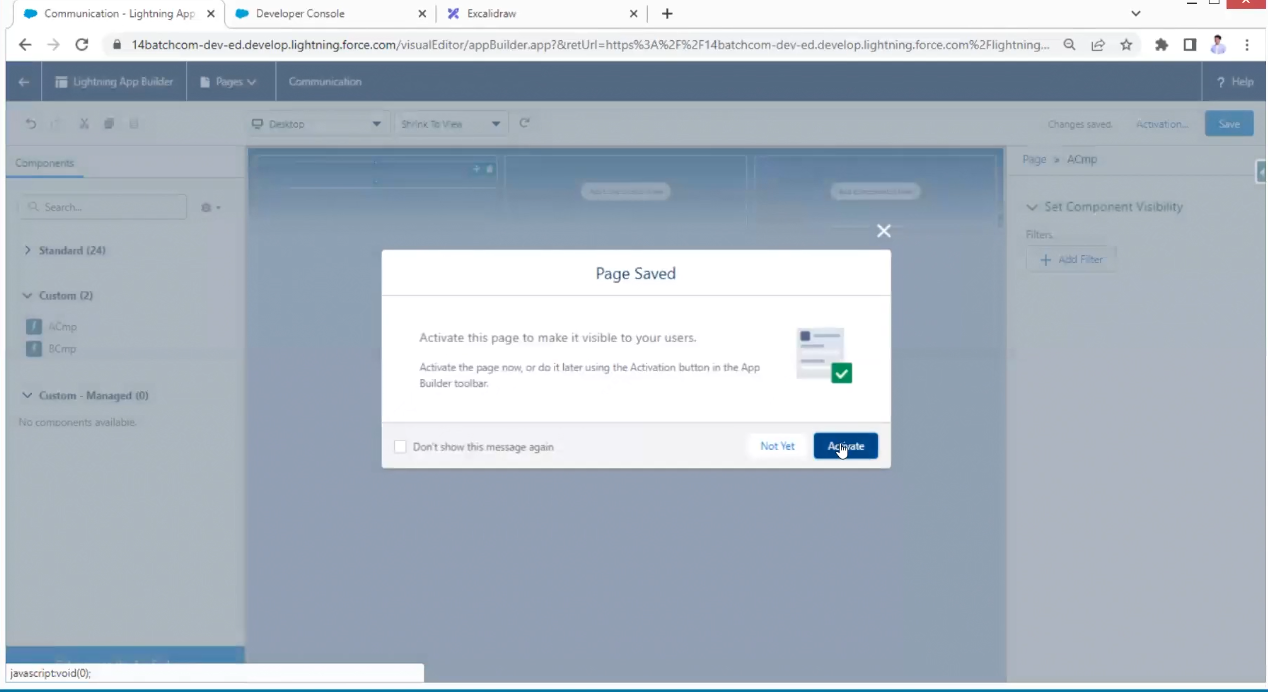 Communication - Lightning App
Developer Console
Excalidraw
14batchcom-dev-ed.develop.lightning.force.com/visualEditor/appBuilder.app?&retUrl=https%3A%2F%2F14batchcom-dev-ed.develop.lightning.force.com%2Flightning...
Lightning App Builder
Pages
Communication
? Help
Desktop
Shrink To View
Changes saved.
Activation...
Save
Components
Search...
Standard (24)
Custom (2)
ACmp
BCmp
Custom - Managed (0)
No components available.
Page > ACmp
Set Component Visibility
Filters
+ Add Filter
Page Saved
Activate this page to make it visible to your users.
Activate the page now, or do it later using the Activation button in the App
Builder toolbar.
Don't show this message again
Not Yet
Activate
javascript:void(0);